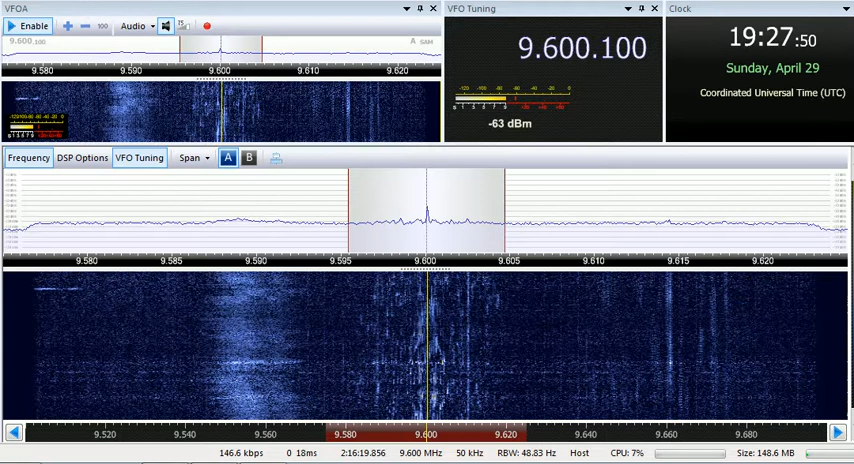 VFOA
Enable 100 Audio 75
9.600.100 A SAM
9.580 9.590 9.600 9.610 9.620
VFO Tuning
9.600.100
-63 dBm
Clock
19:27:50
Sunday, April 29
Coordinated Universal Time (UTC)
Frequency DSP Options VFO Tuning Span A B
9.580 9.585 9.590 9.595 9.600 9.605 9.610 9.615 9.620
9.520 9.540 9.560 9.580 9.600 9.620 9.640 9.660 9.680
146.6 kbps 0 18ms 2:16:19.856 9.600 MHz 50 kHz RBW: 48.83 Hz Host CPU: 7% Size: 148.6 MB